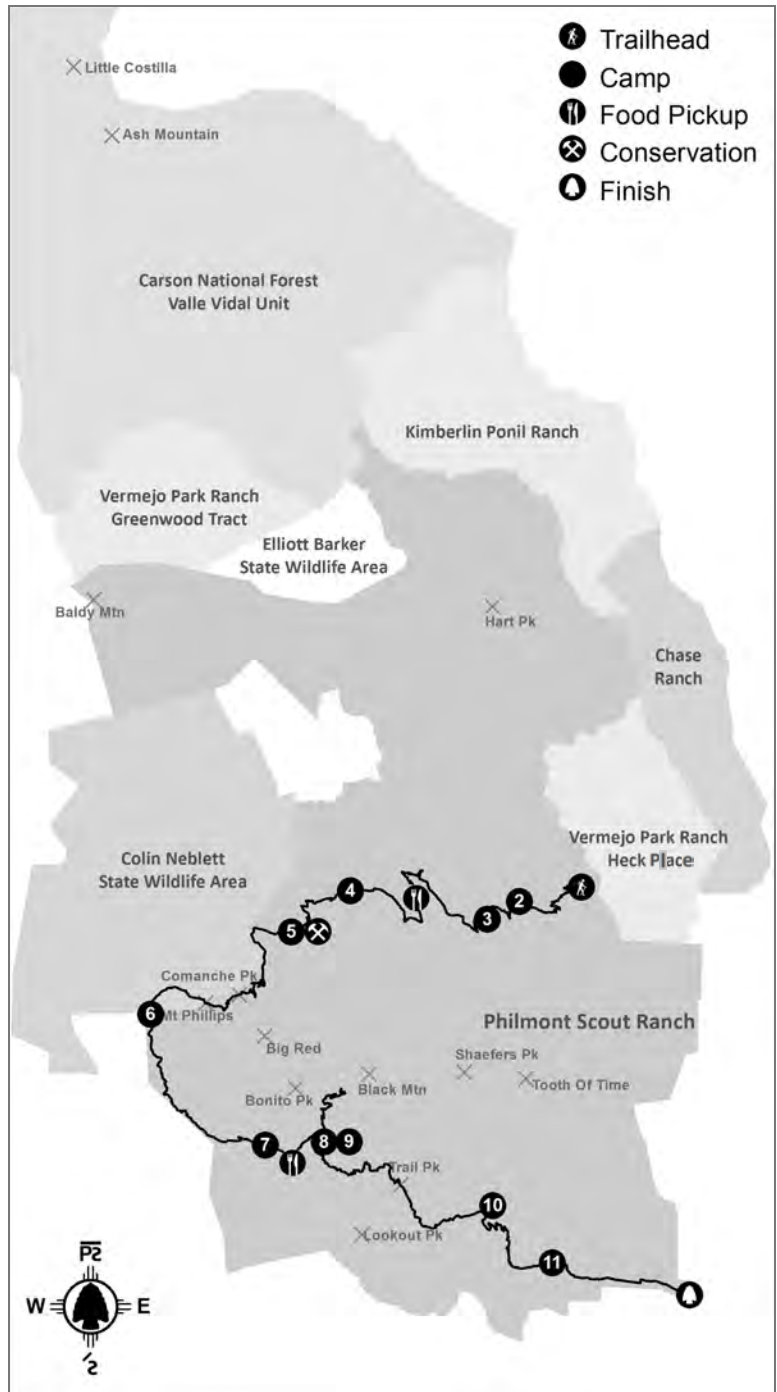 Trailhead
Camp
Food Pickup
Conservation
Finish
Little Costilla
Ash Mountain
Carson National Forest
Valle Vidal Unit
Kimberlin Ponil Ranch
Vermejo Park Ranch
Greenwood Tract
Elliott Barker
State Wildlife Area
Baldy Mtn
Hart Pk
Chase
Ranch
Vermejo Park Ranch
Heck Place
Colin Neblett
State Wildlife Area
4
2
3
5
Comanche Pk
6
Mt Phillips
Philmont Scout Ranch
Big Red
Shaefers Pk
Black Mtn
Tooth Of Time
Bonito Pk
7
8
9
Trail Pk
10
Lookout Pk
11
W
E